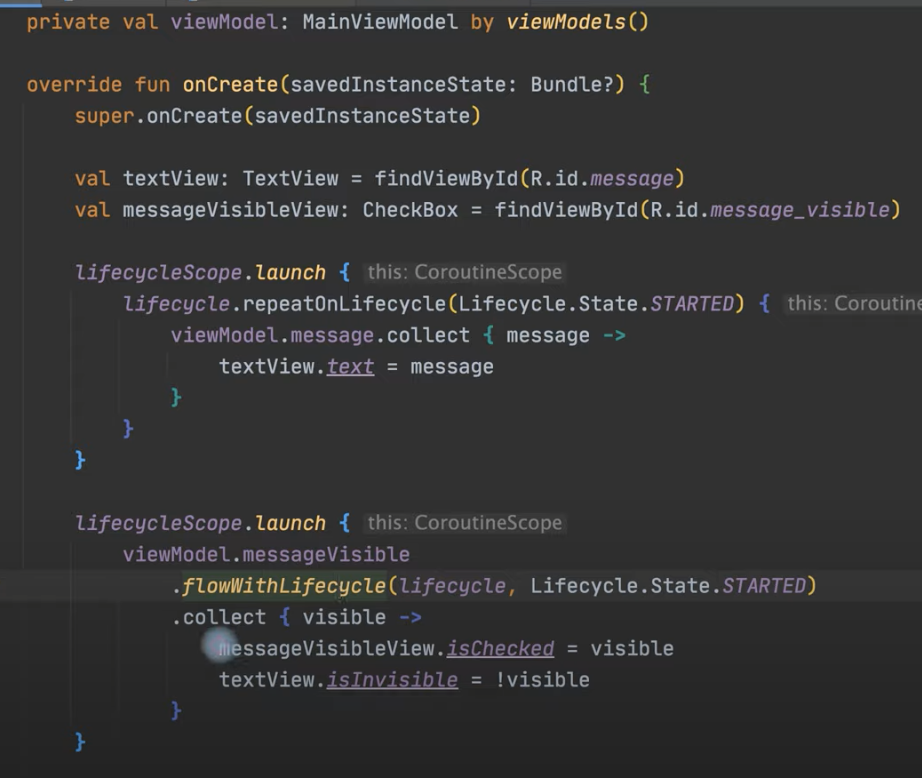 private val viewModel: MainViewModel by viewModels()
override fun onCreate(savedInstanceState: Bundle?) {
super.onCreate(savedInstanceState)
val textView: TextView = findViewById(R.id.message)
val messageVisibleView: CheckBox = findViewById(R.id.message_visible)
lifecycleScope.launch { this: CoroutineScope
lifecycle.repeatOnLifecycle(Lifecycle.State.STARTED) { this: Coroutine
viewModel.message.collect { message ->
textView.text = message
}
}
}
lifecycleScope.launch { this: CoroutineScope
viewModel.messageVisible
.flowWithLifecycle(lifecycle, Lifecycle.State.STARTED)
.collect { visible ->
messageVisibleView.isChecked = visible
textView.isInvisible = !visible
}
}